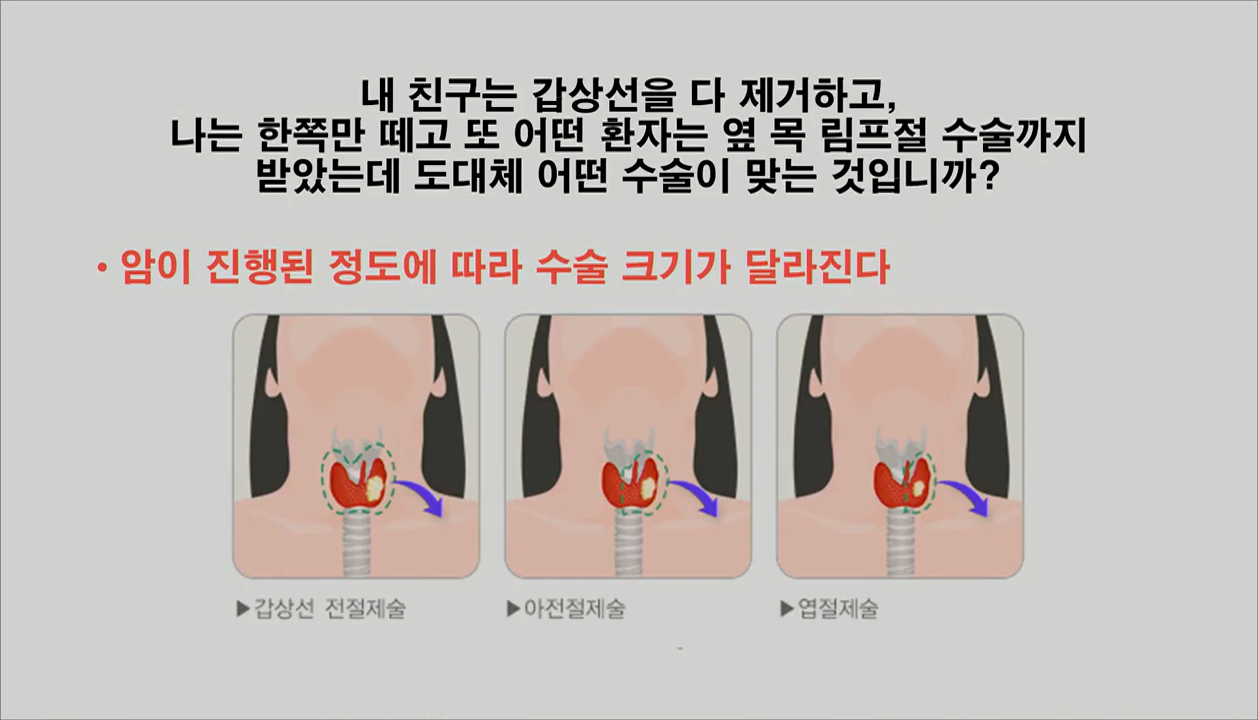 내 친구는 갑상선을 다 제거하고,
나는 한쪽만 떼고 또 어떤 환자는 옆 목 림프절 수술까지
받았는데 도대체 어떤 수술이 맞는 것입니까?
• 암이 진행된 정도에 따라 수술 크기가 달라진다
▶갑상선 전절제술
▶아전절제술
▶엽절제술